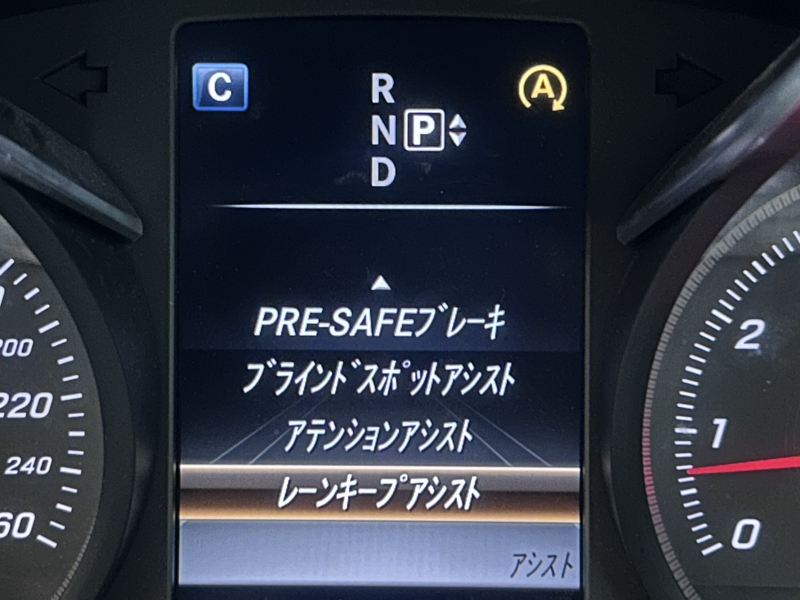 C
R
N P
D
A
PRE-SAFEブレーキ
ブラインドスポットアシスト
アテンションアシスト
レーンキープアシスト
アシスト
200
220
240
60
2
1
0